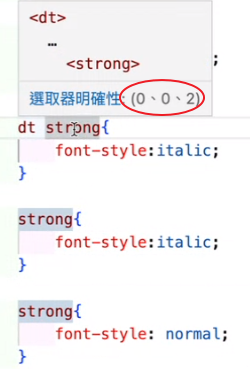 <dt>
…
<strong>
;
選取器明確性: (0、0、2)
dt strong{
font-style:italic;
}
strong{
font-style:italic;
}
strong{
font-style: normal;
}